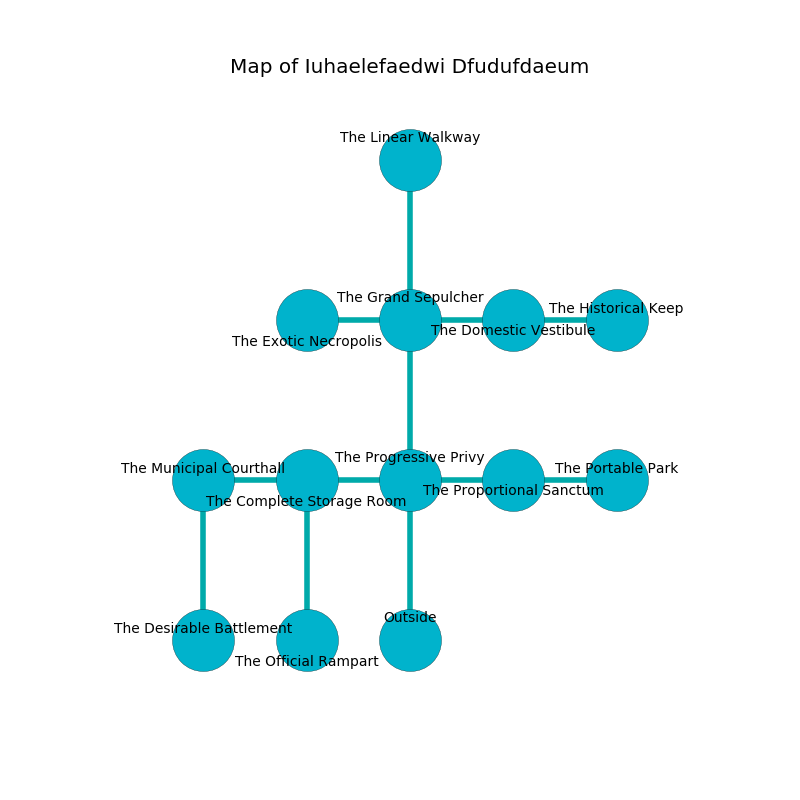 Map of Iuhaelefaedwi Dfudufdaeum
The Linear Walkway
The Grand Sepulcher
The Historical Keep
The Domestic Vestibule
The Exotic Necropolis
The Progressive Privy
The Municipal Courthall
The Portable Park
The Proportional Sanctum
The Complete Storage Room
Outside
The Desirable Battlement
The Official Rampart